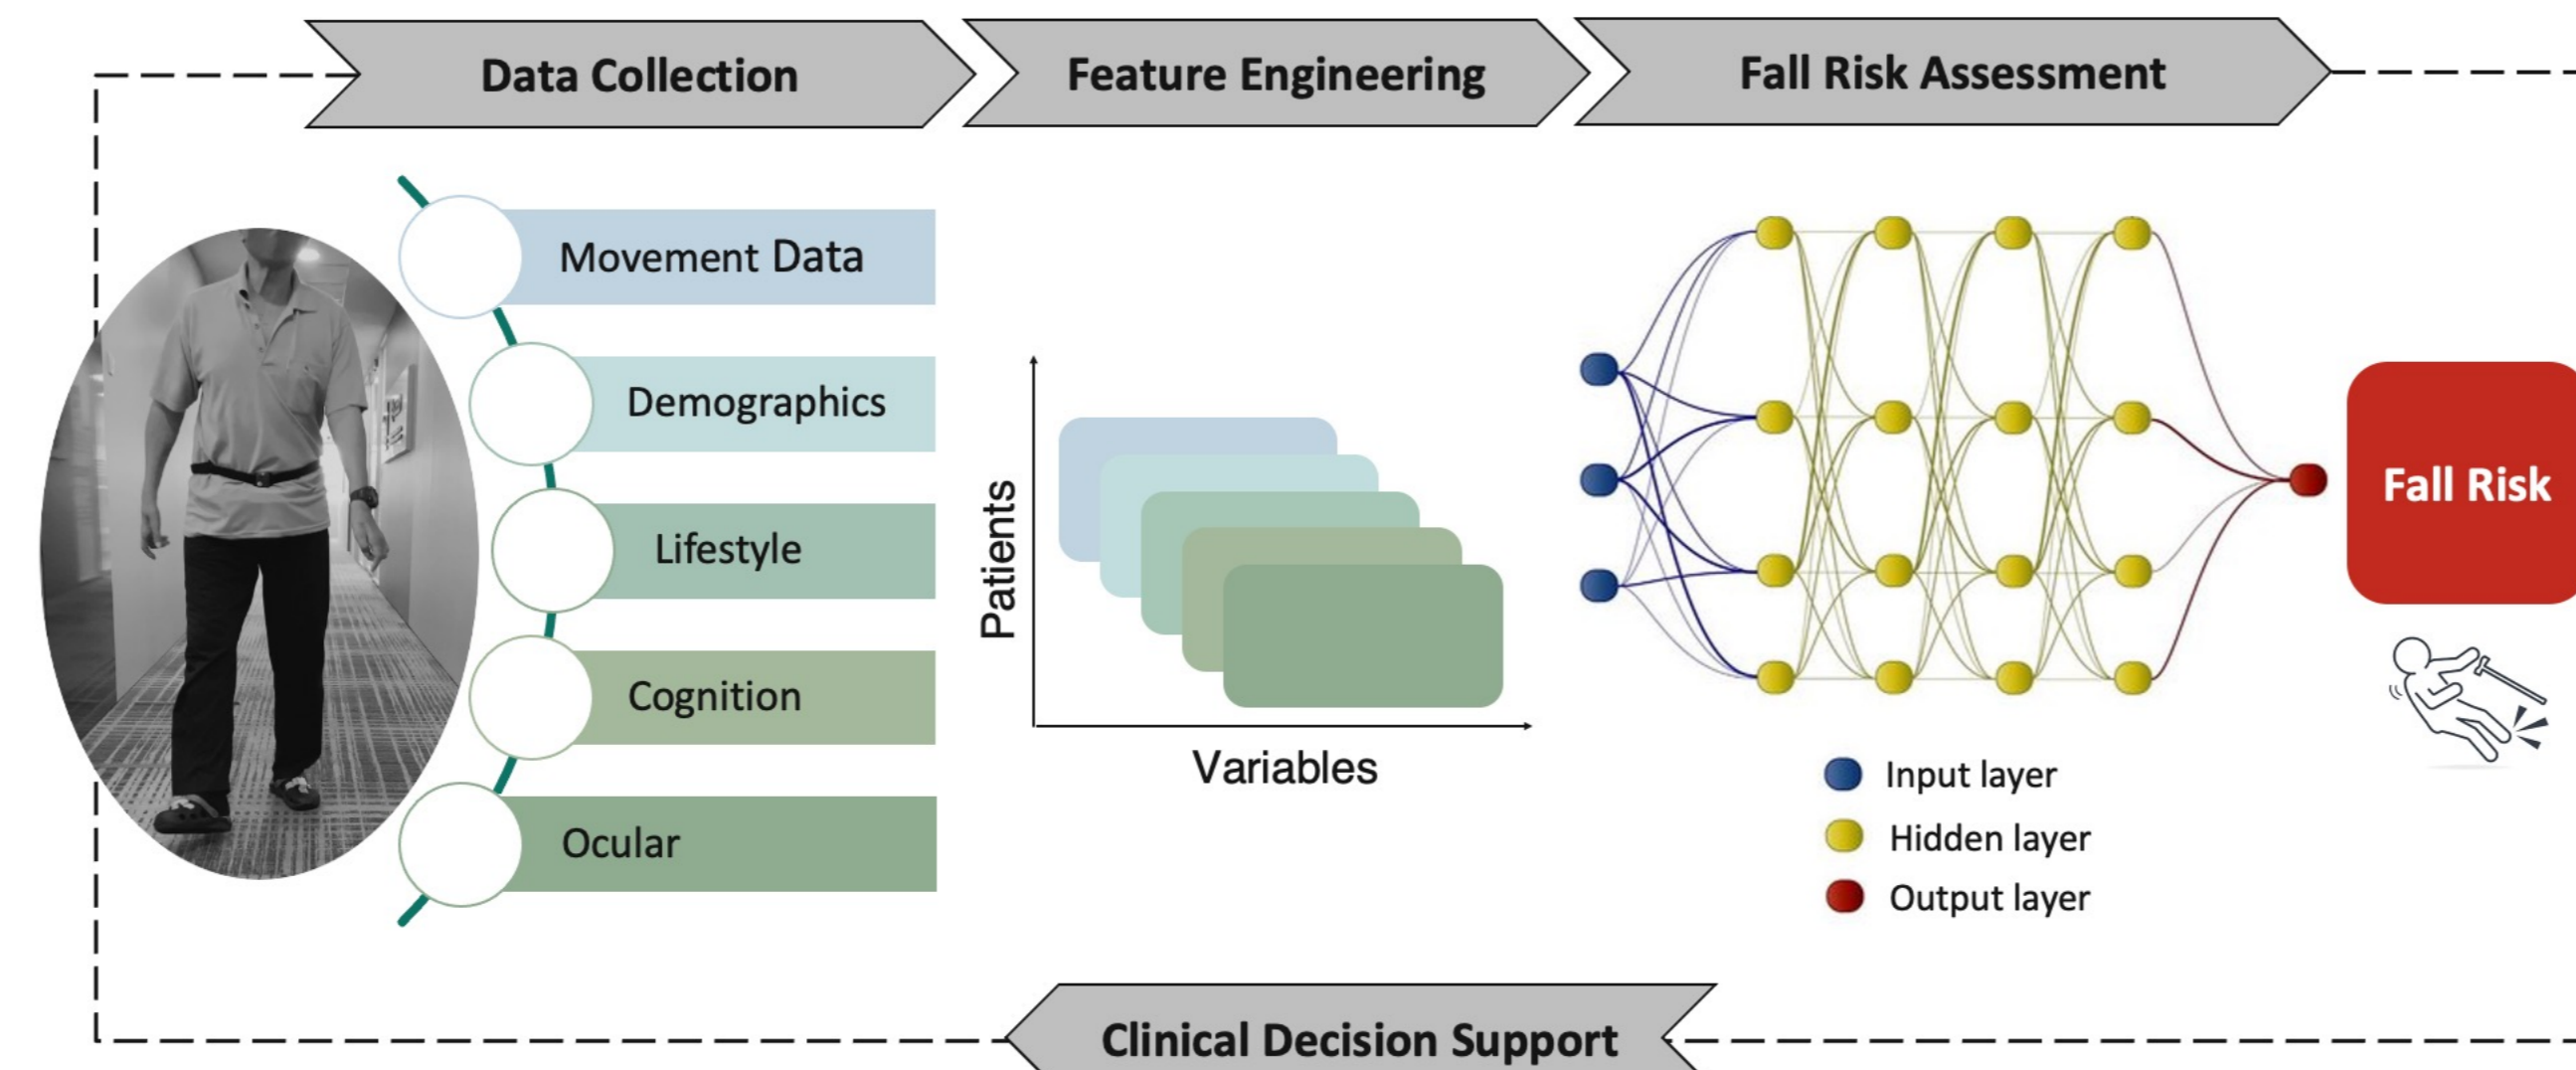 Data Collection
Feature Engineering
Fall Risk Assessment
Movement Data
Demographics
Lifestyle
Cognition
Ocular
Patients
Variables
Input layer
Hidden layer
Output layer
Fall Risk
Clinical Decision Support